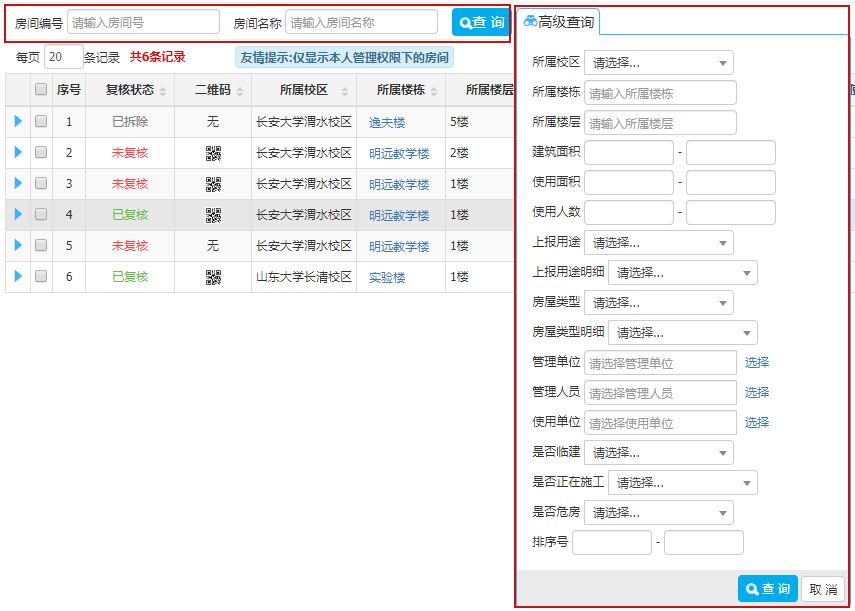 房间编号 请输入房间号 房间名称 请输入房间名称 查 询
每页 20 条记录 共6条记录 友情提示:仅显示本人管理权限下的房间
序号 复核状态 二维码 所属校区 所属楼栋 所属楼层
1 已拆除 无 长安大学渭水校区 逸夫楼 5楼
2 未复核 长安大学渭水校区 明远教学楼 2楼
3 未复核 长安大学渭水校区 明远教学楼 1楼
4 已复核 长安大学渭水校区 明远教学楼 1楼
5 未复核 无 长安大学渭水校区 明远教学楼 1楼
6 已复核 山东大学长清校区 实验楼 1楼
高级查询
所属校区 请选择...
所属楼栋 请输入所属楼栋
所属楼层 请输入所属楼层
建筑面积 -
使用面积 -
使用人数 -
上报用途 请选择...
上报用途明细 请选择...
房屋类型 请选择...
房屋类型明细 请选择...
管理单位 请选择管理单位 选择
管理人员 请选择管理人员 选择
使用单位 请选择使用单位 选择
是否临建 请选择...
是否正在施工 请选择...
是否危房 请选择...
排序号 -
查 询 取 消